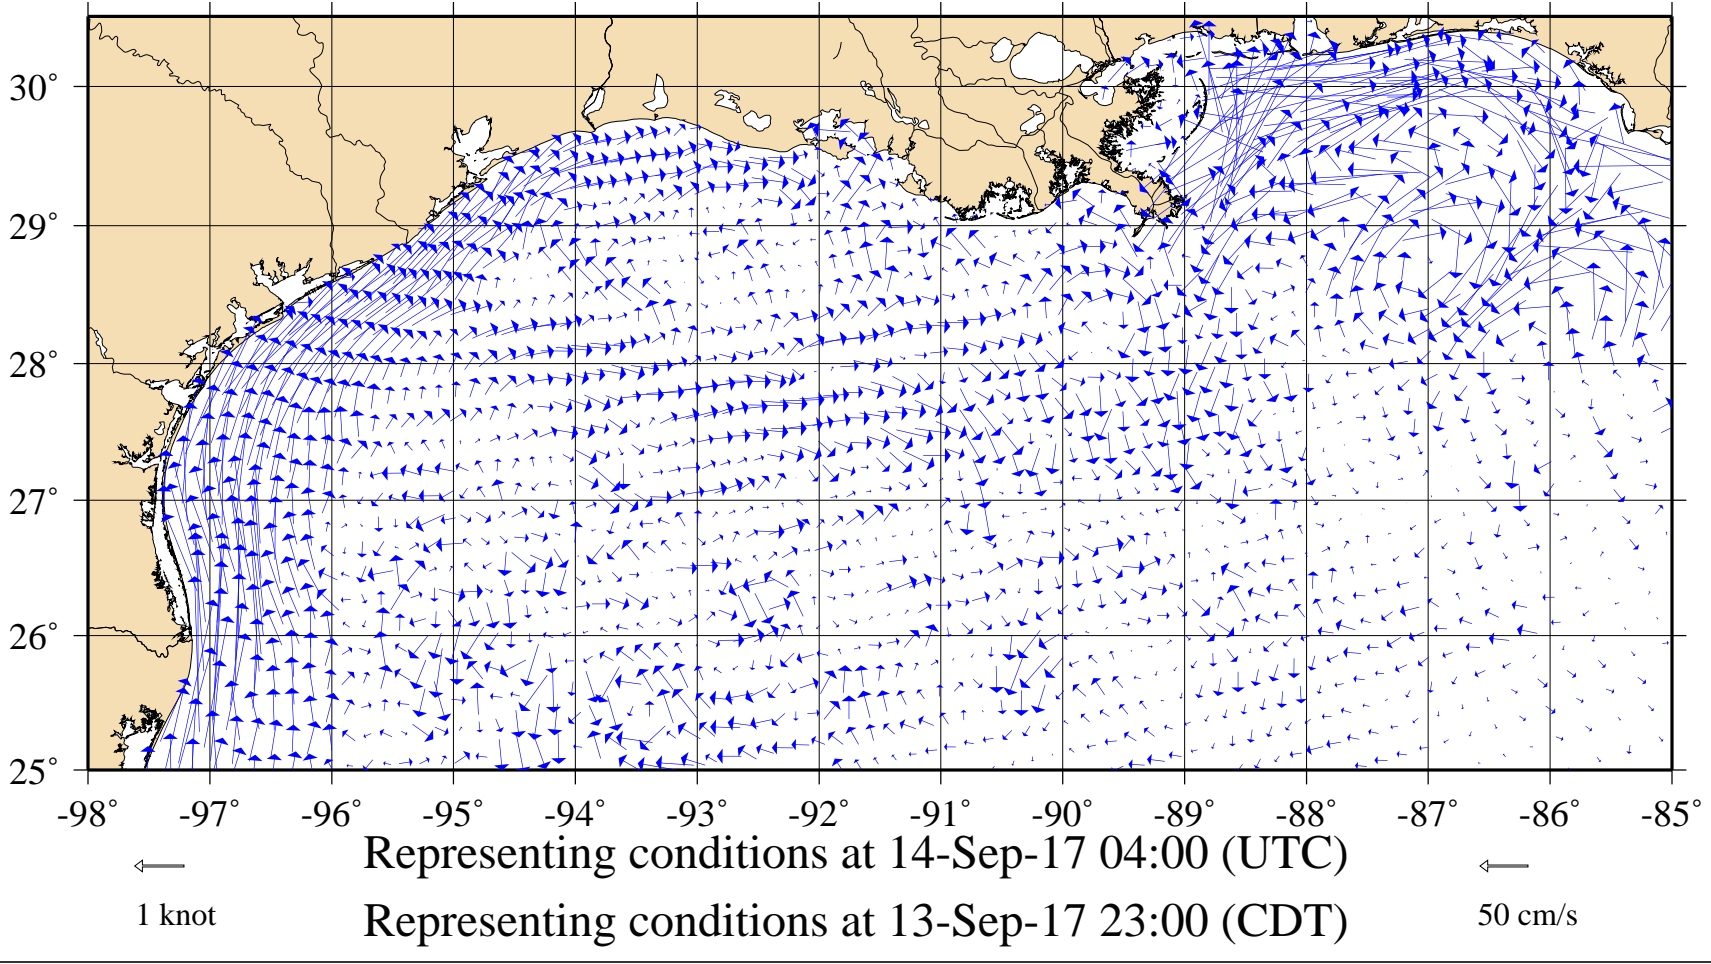 30°
29°
28°
27°
26°
25°
-98° -97° -96° -95° -94° -93° -92° -91° -90° -89° -88° -87° -86° -85°
Representing conditions at 14-Sep-17 04:00 (UTC)
1 knot Representing conditions at 13-Sep-17 23:00 (CDT) 50 cm/s